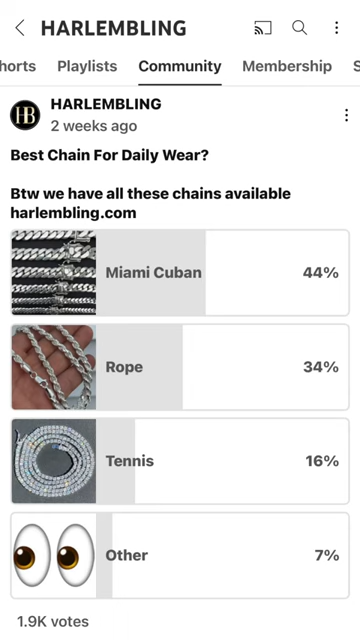 HARLEMBLING
horts Playlists Community Membership S
HB HARLEMBLING
2 weeks ago
Best Chain For Daily Wear?
Btw we have all these chains available
harlembling.com
Miami Cuban 44%
Rope 34%
Tennis 16%
Other 7%
1.9K votes